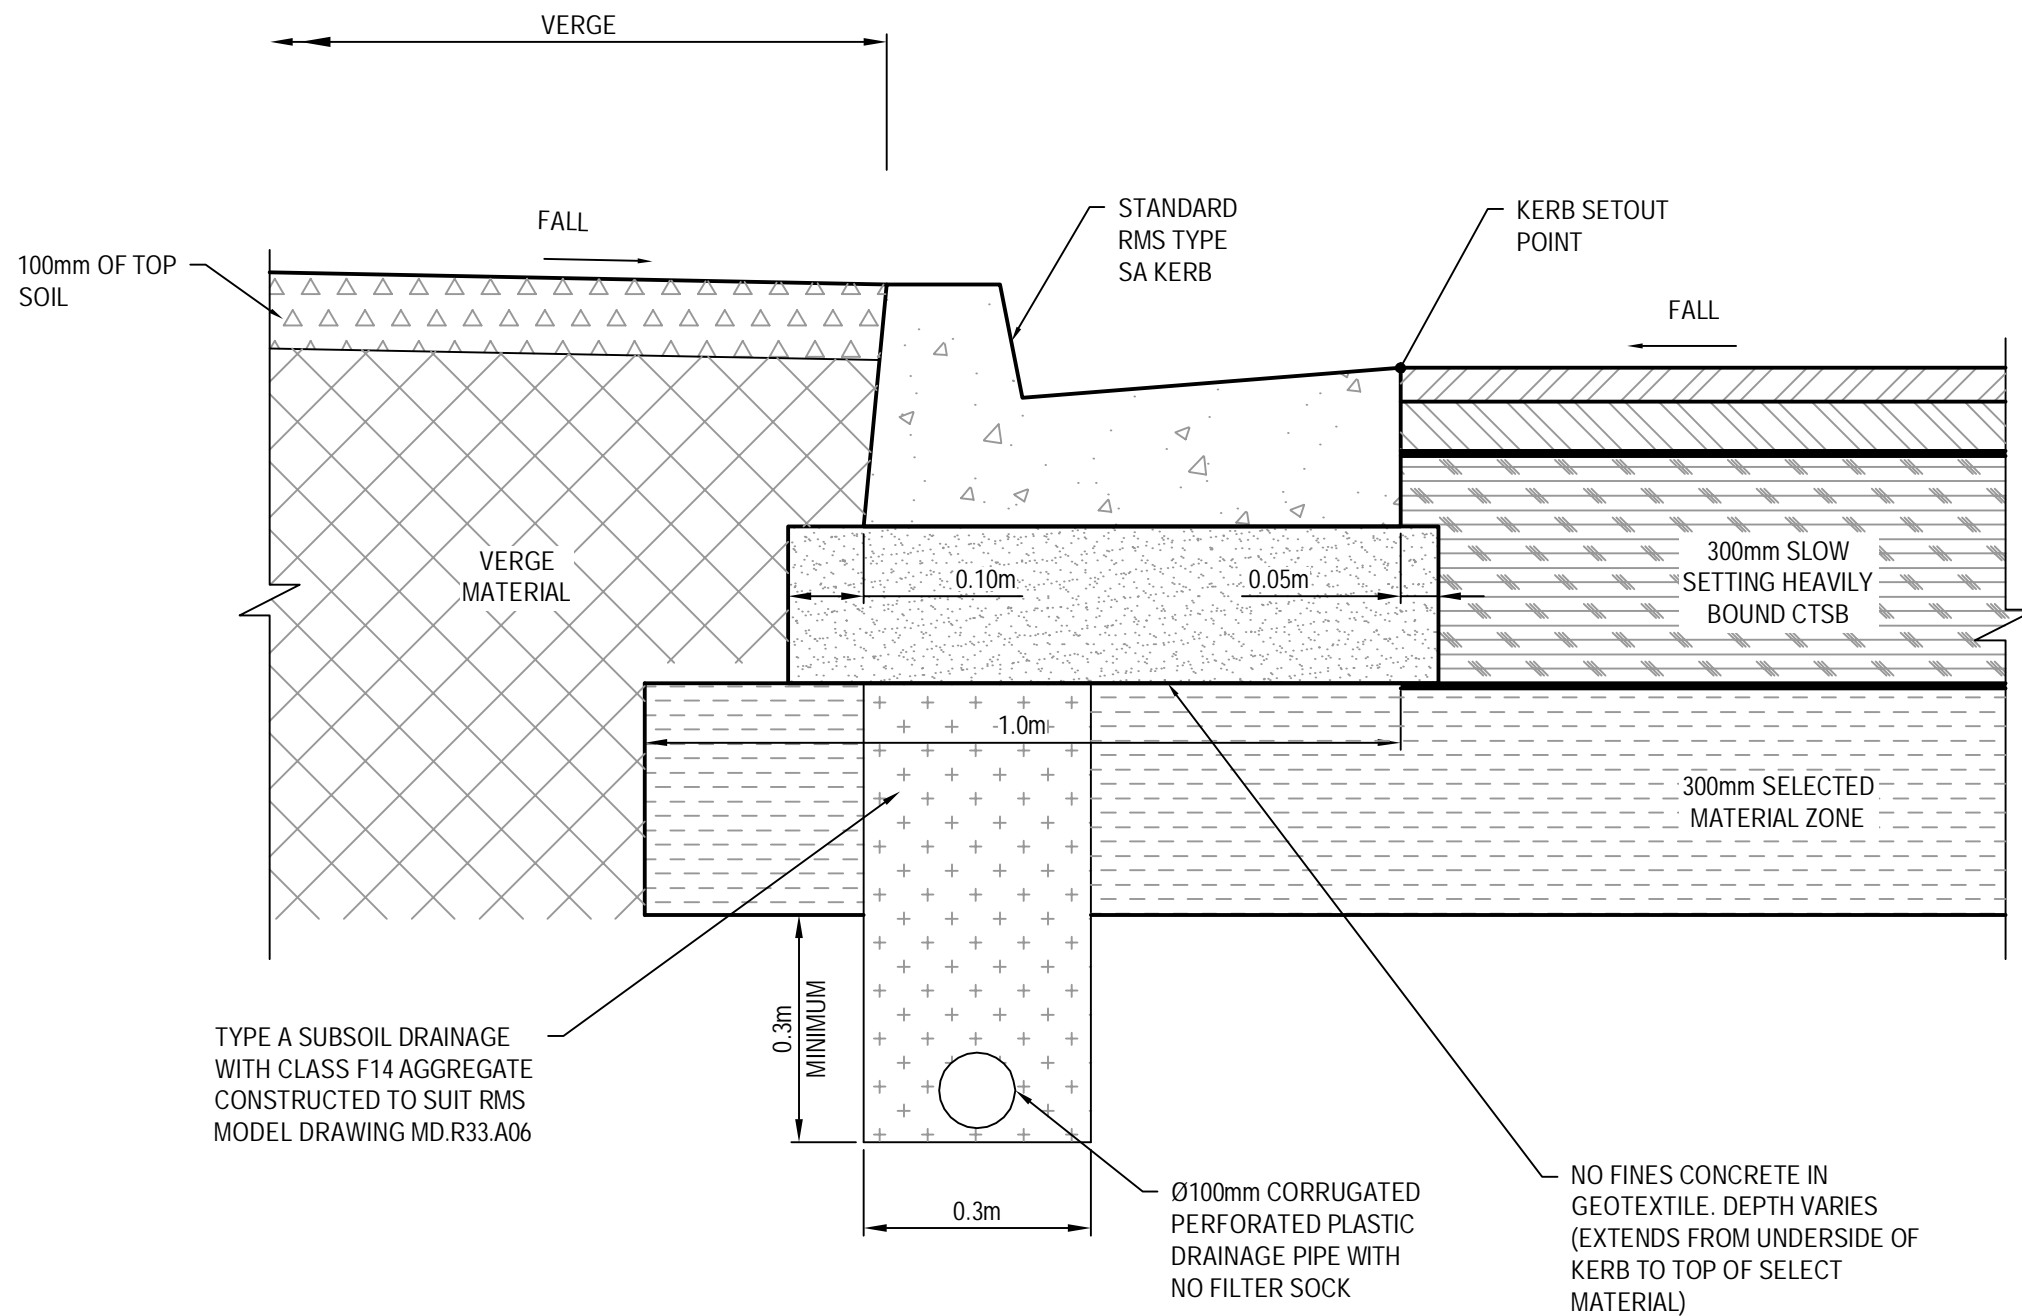 VERGE
FALL
100mm OF TOP
SOIL
STANDARD
RMS TYPE
SA KERB
KERB SETOUT
POINT
FALL
VERGE
MATERIAL
0.10m
0.05m
300mm SLOW
SETTING HEAVILY
BOUND CTSB
1.0m
300mm SELECTED
MATERIAL ZONE
0.3m
MINIMUM
TYPE A SUBSOIL DRAINAGE
WITH CLASS F14 AGGREGATE
CONSTRUCTED TO SUIT RMS
MODEL DRAWING MD.R33.A06
0.3m
Ø100mm CORRUGATED
PERFORATED PLASTIC
DRAINAGE PIPE WITH
NO FILTER SOCK
NO FINES CONCRETE IN
GEOTEXTILE. DEPTH VARIES
(EXTENDS FROM UNDERSIDE OF
KERB TO TOP OF SELECT
MATERIAL)